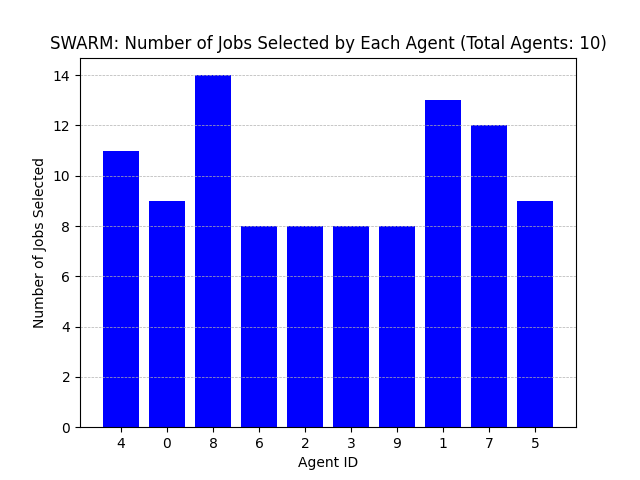 SWARM: Number of Jobs Selected by Each Agent (Total Agents: 10)
Number of Jobs Selected
14
12
10
8
6
4
2
0
4 0 8 6 2 3 9 1 7 5
Agent ID